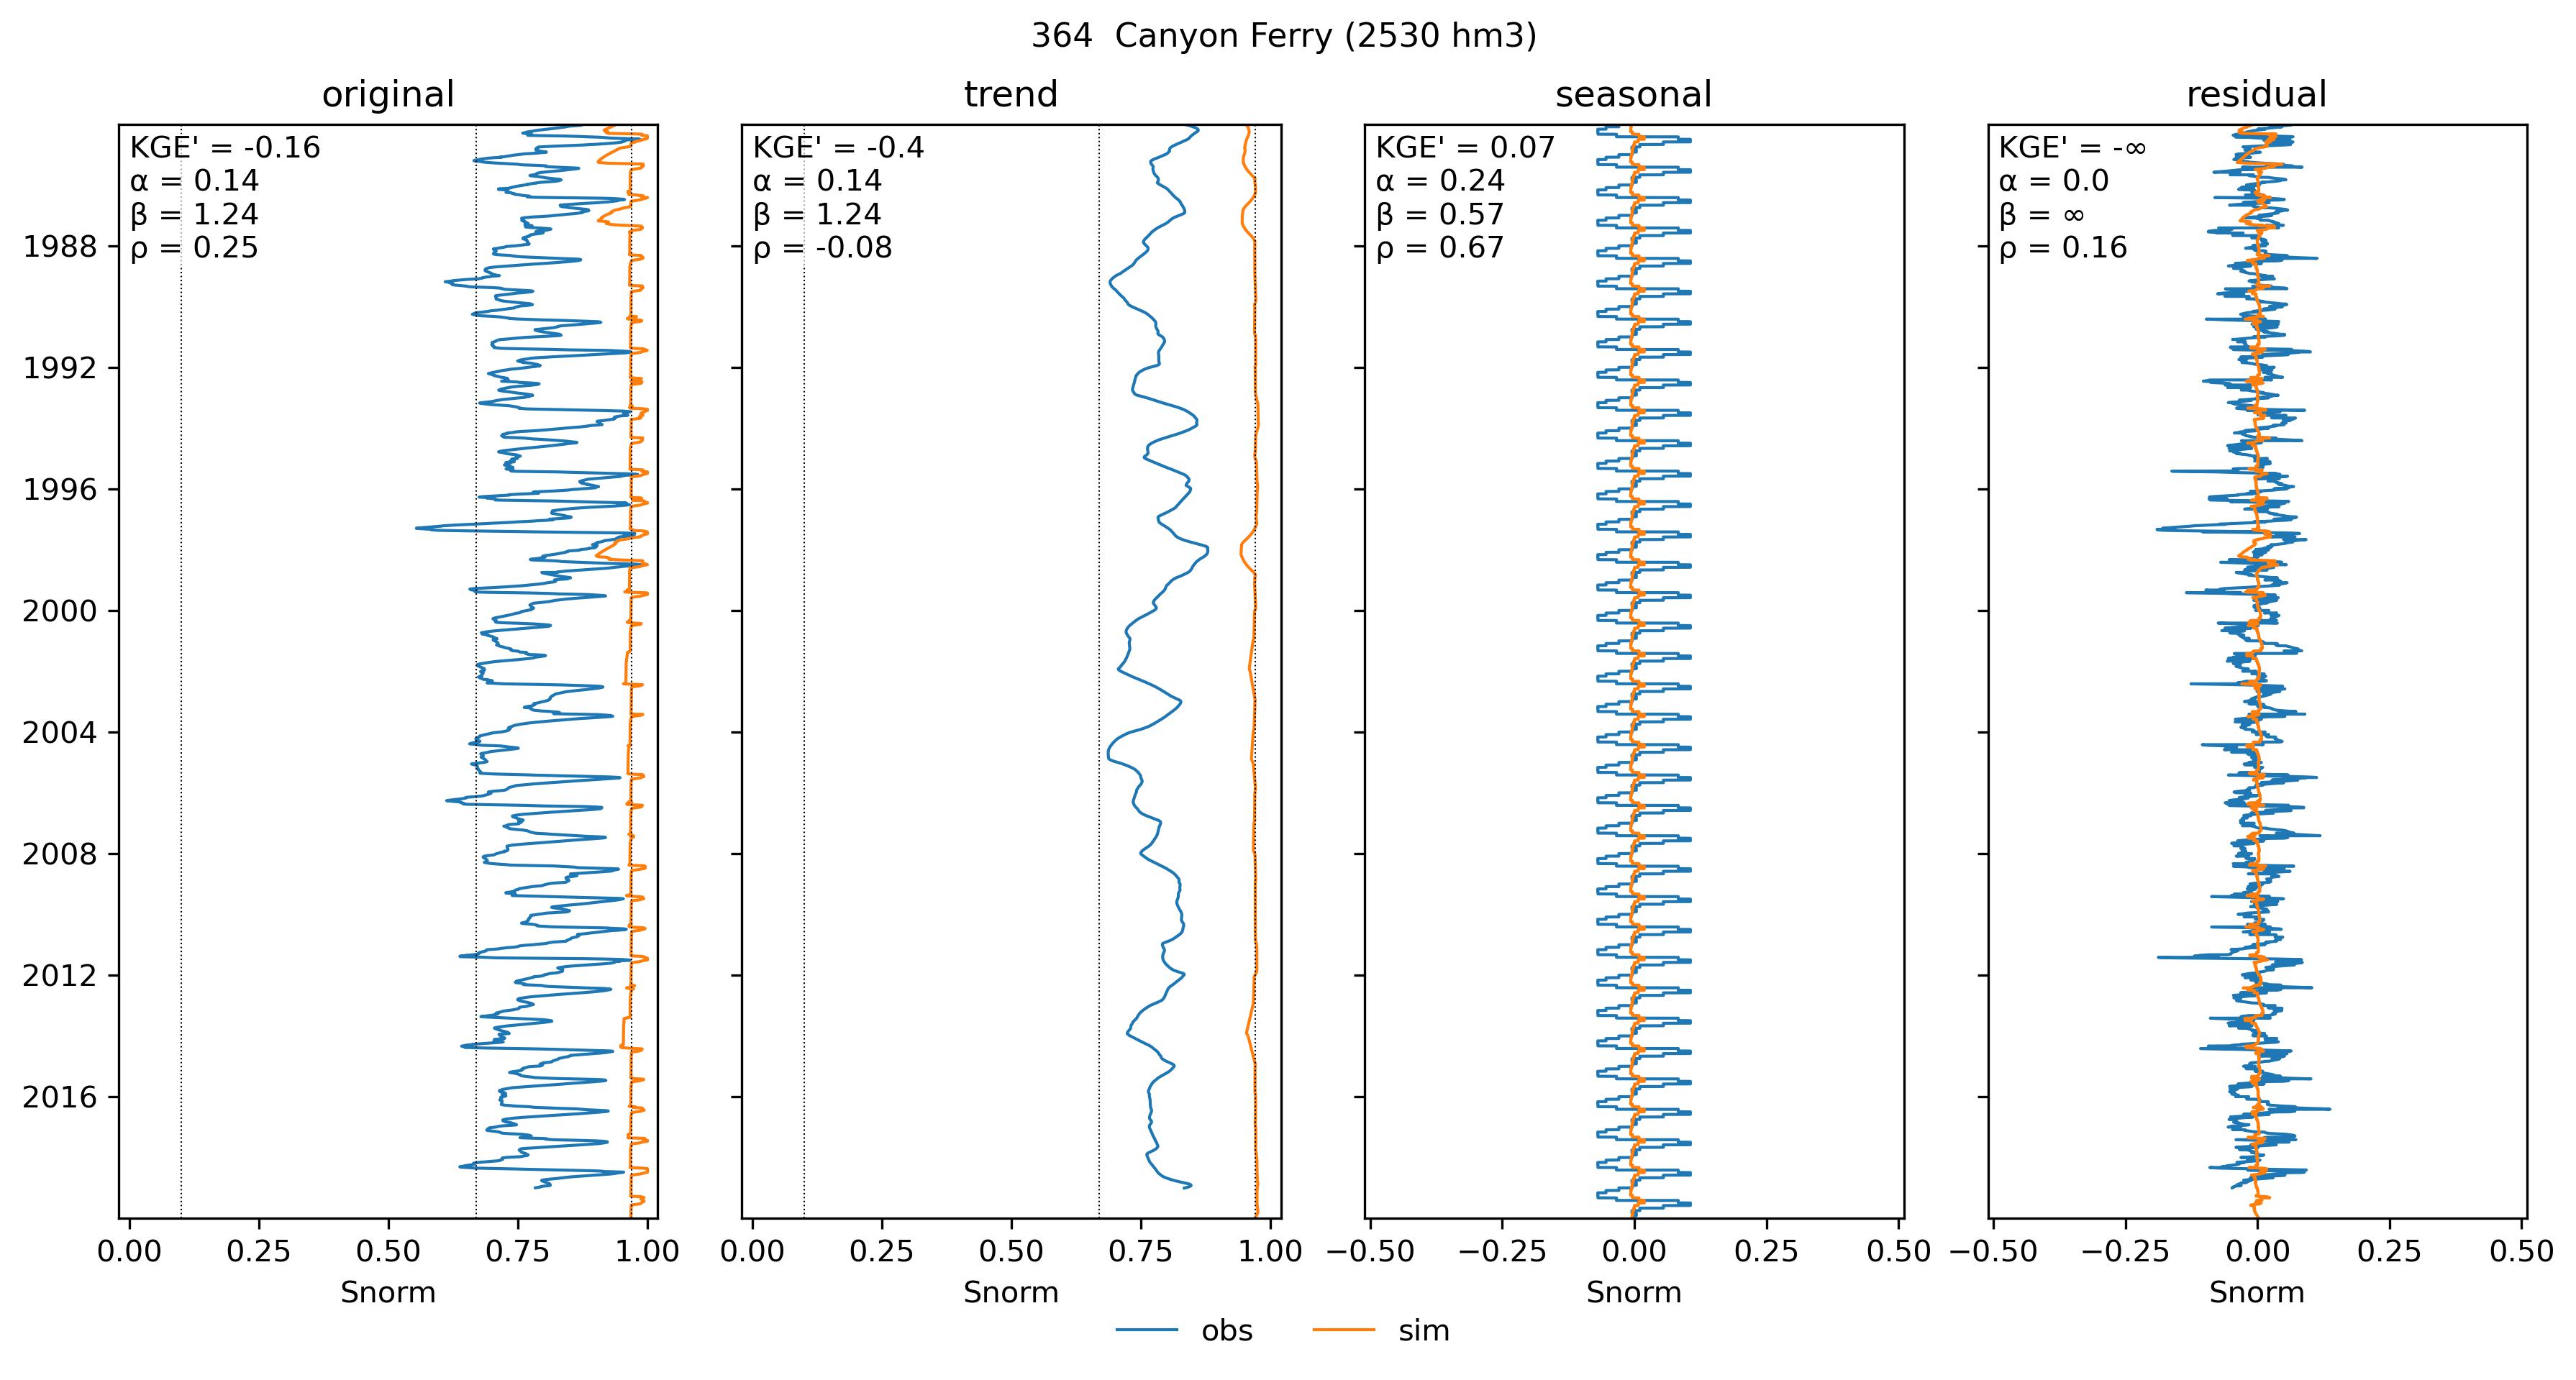 364  Canyon Ferry (2530 hm3)
original
trend
seasonal
residual
KGE' = -0.16
α = 0.14
β = 1.24
ρ = 0.25
KGE' = -0.4
α = 0.14
β = 1.24
ρ = -0.08
KGE' = 0.07
α = 0.24
β = 0.57
ρ = 0.67
KGE' = -∞
α = 0.0
β = ∞
ρ = 0.16
1988
1992
1996
2000
2004
2008
2012
2016
0.00 0.25 0.50 0.75 1.00
0.00 0.25 0.50 0.75 1.00
−0.50 −0.25 0.00 0.25 0.50
−0.50 −0.25 0.00 0.25 0.50
Snorm
Snorm
Snorm
Snorm
obs
sim